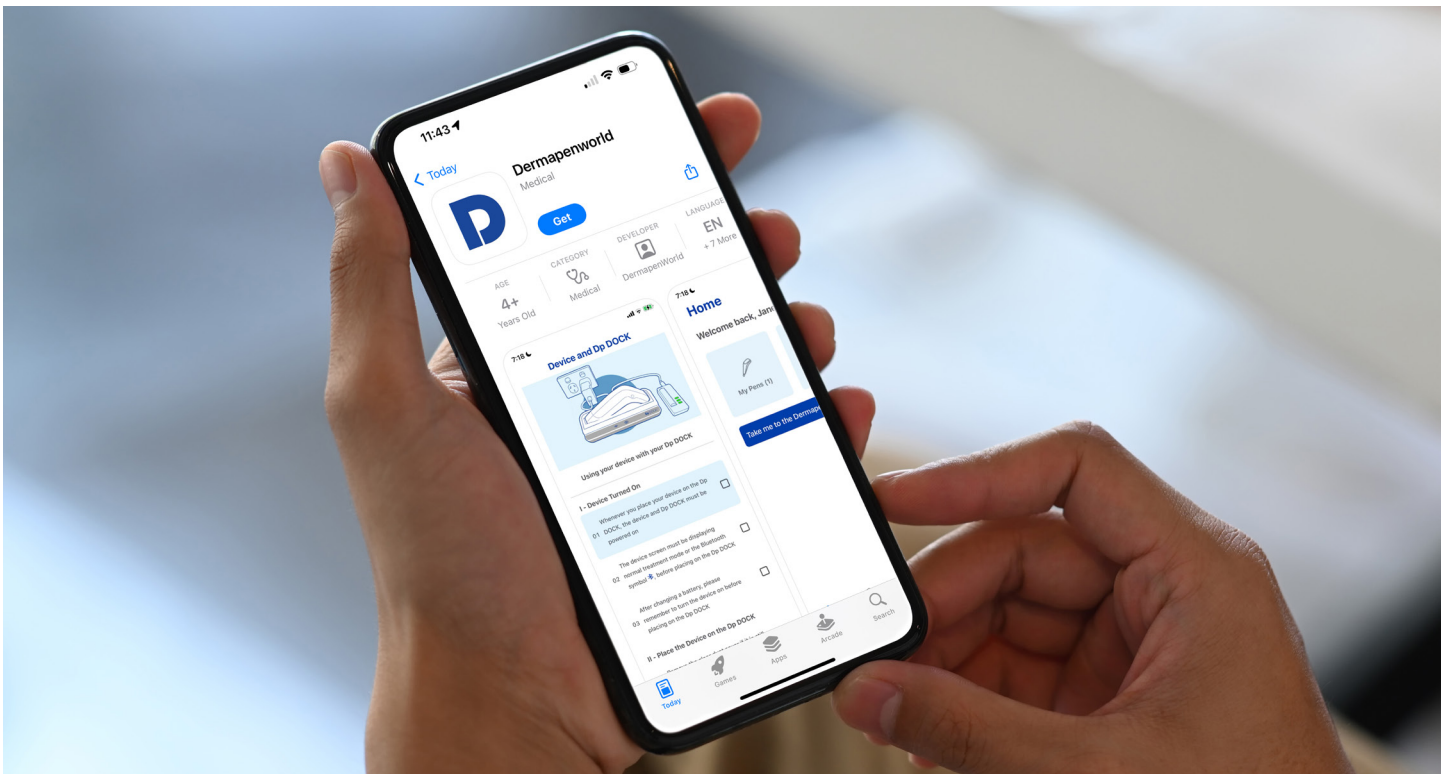 11:43
Today
Dermapenworld
Medical
Get
AGE
4+
Years Old
CATEGORY
Medical
DEVELOPER
DermapenWorld
LANGUAGE
EN
+ 7 More
7:18
Device and Dp DOCK
Using your device with your Dp DOCK
I - Device Turned On
01 Whenever you place your device on the Dp
DOCK, the device and Dp DOCK must be
powered on
02 The device screen must be displaying
normal treatment mode or the Bluetooth
symbol , before placing on the Dp DOCK
03 After changing a battery, please
remember to turn the device on before
placing on the Dp DOCK
II - Place the Device on the Dp DOCK
7:18
Home
Welcome back, Jan
My Pens (1)
Take me to the Dermap
Today
Games
Apps
Arcade
Search